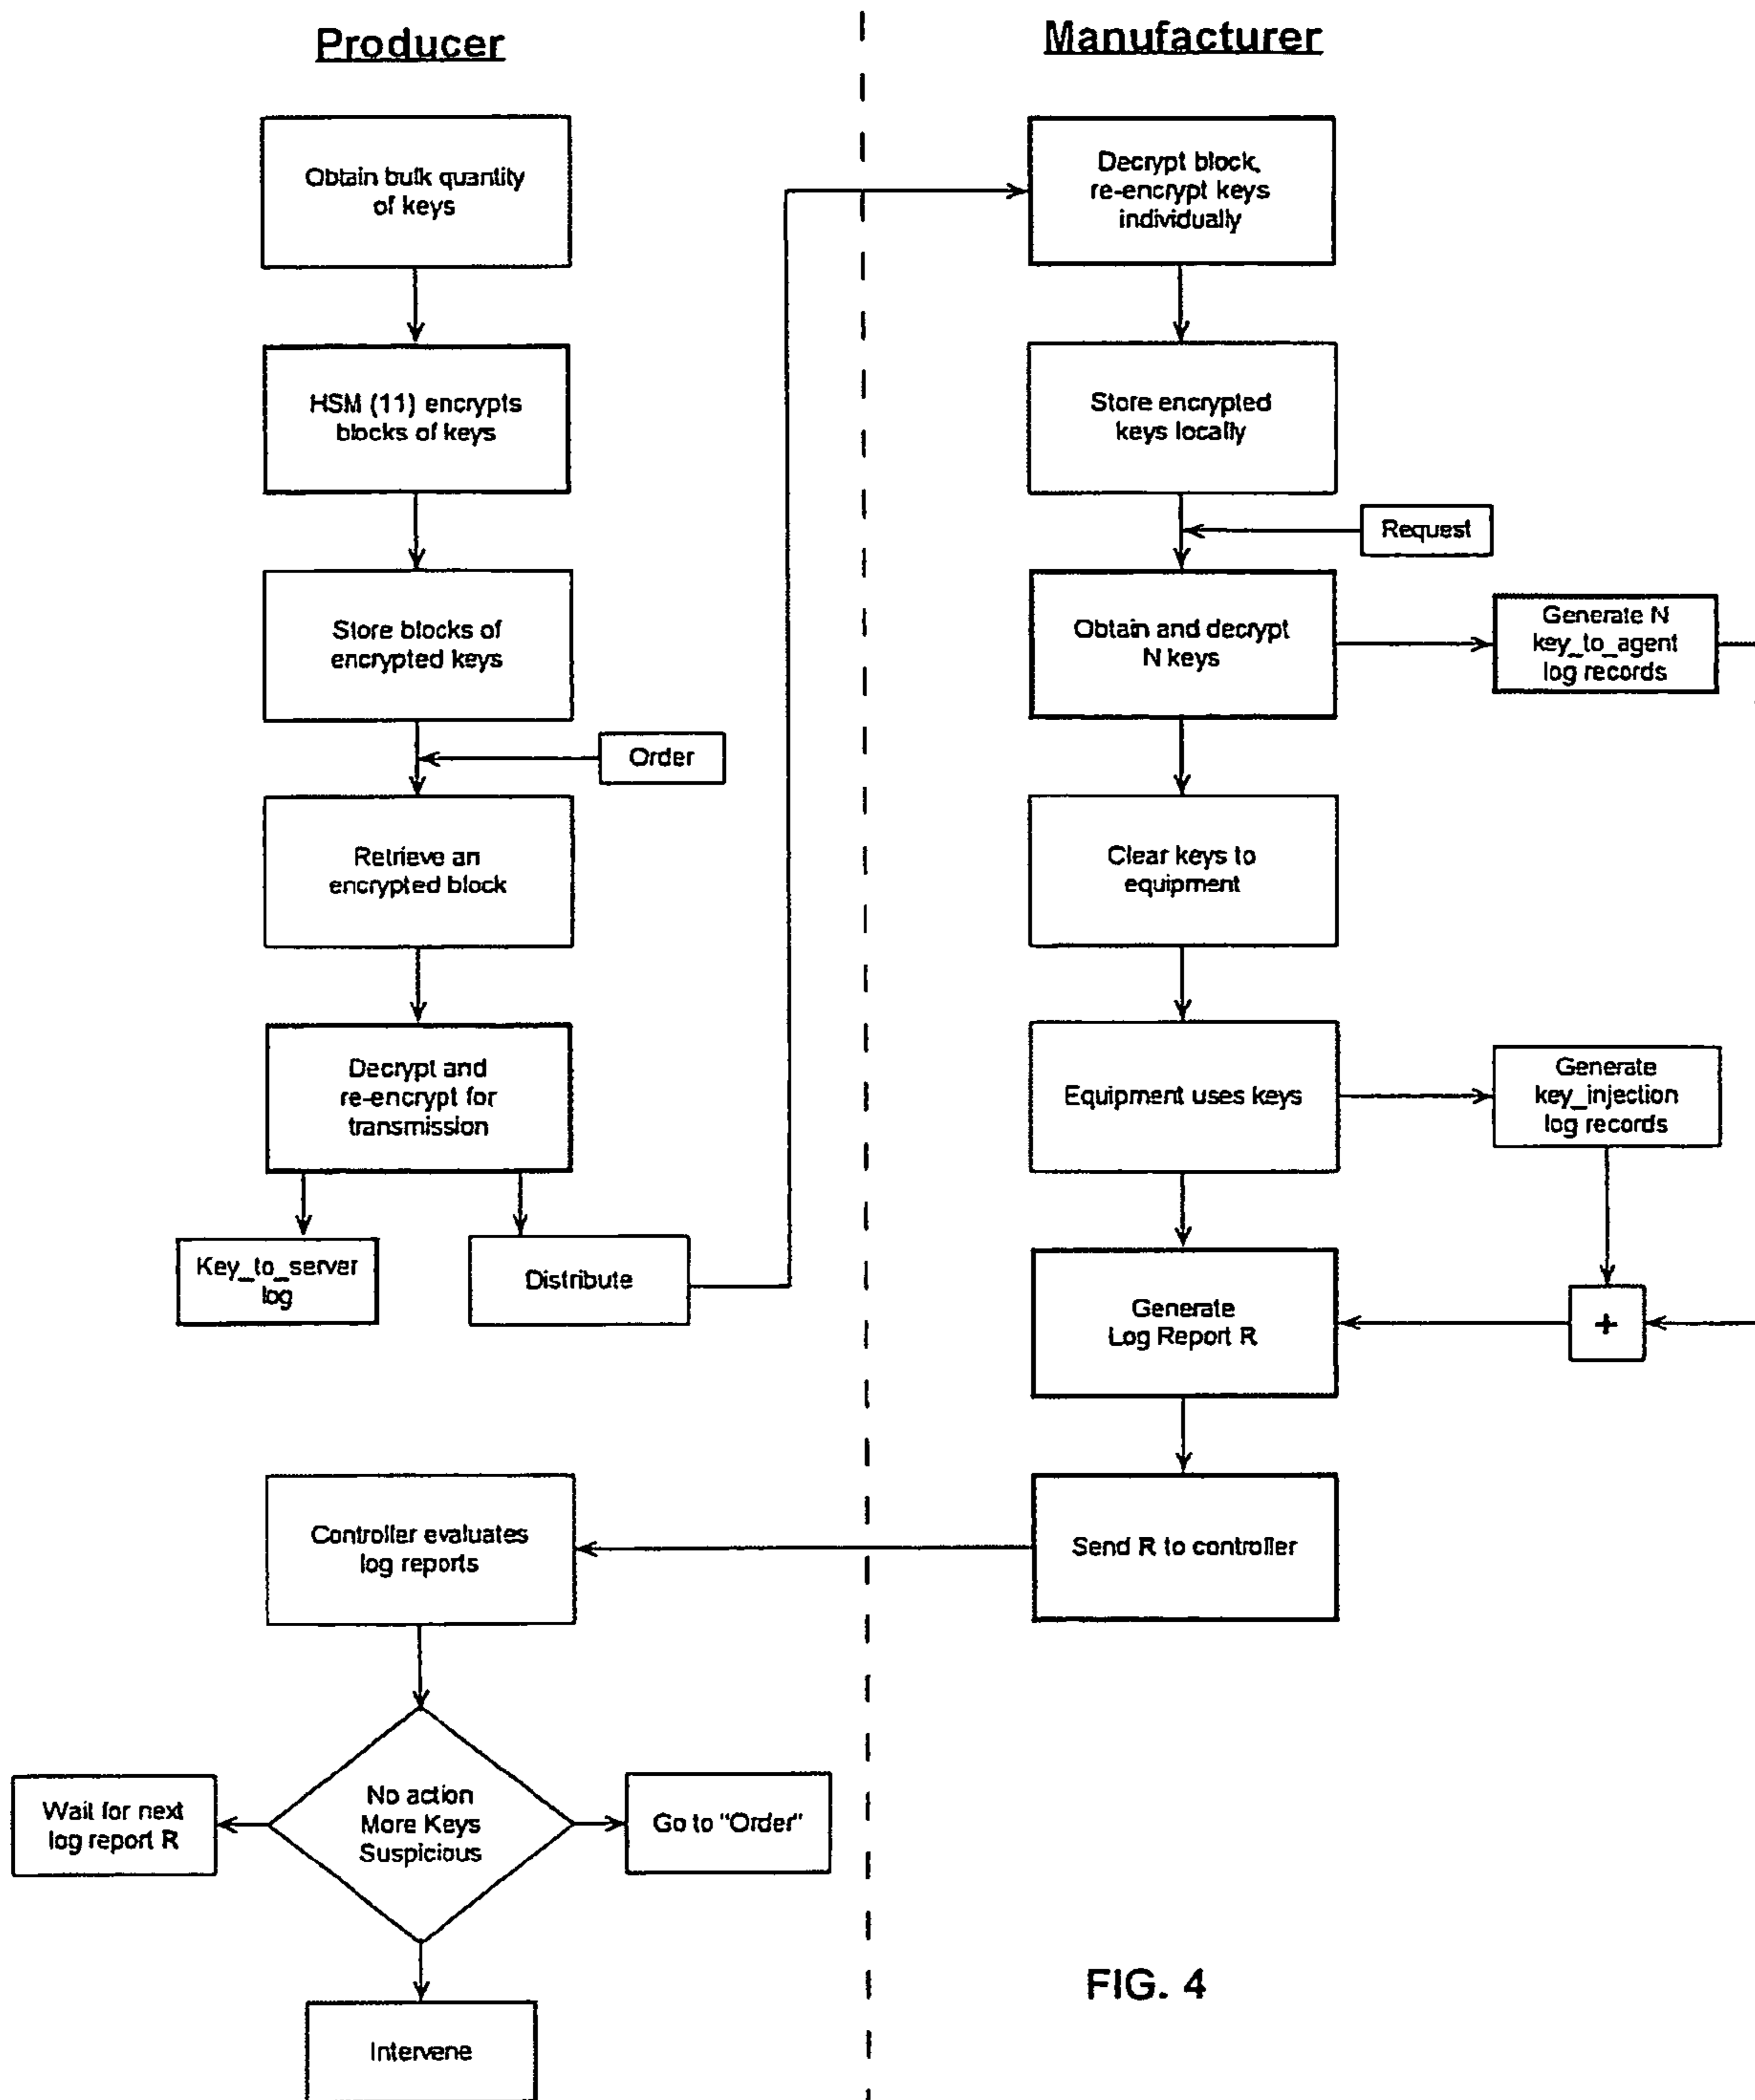 Producer
Obtain bulk quantity
of keys
HSM (11) encrypts
blocks of keys
Store blocks of
encrypted keys
Order
Retrieve an
encrypted block
Decrypt and
re-encrypt for
transmission
Key_to_server
log
Distribute
Controller evaluates
log reports
No action
More Keys
Suspicious
Wait for next
log report R
Go to "Order"
Intervene
Manufacturer
Decrypt block,
re-encrypt keys
individually
Store encrypted
keys locally
Request
Obtain and decrypt
N keys
Generate N
key_to_agent
log records
Clear keys to
equipment
Equipment uses keys
Generate
key_injection
log records
+
Generate
Log Report R
Send R to controller
FIG. 4